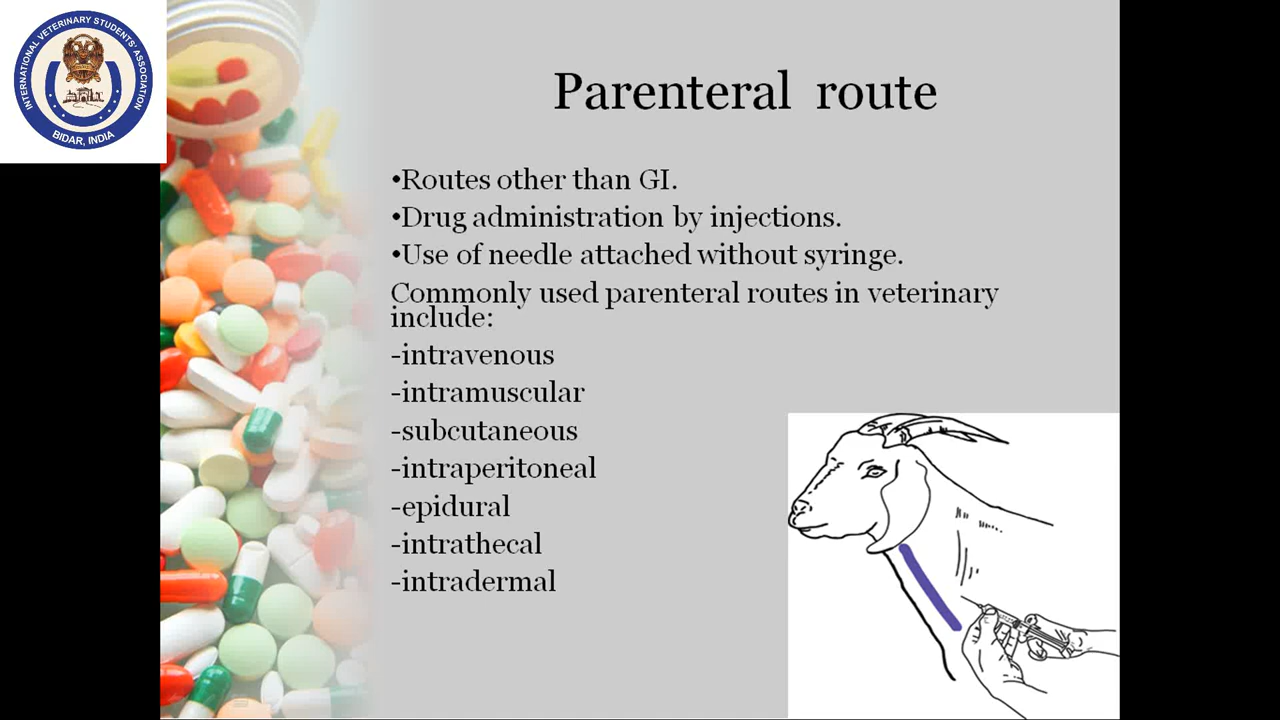 INTERNATIONAL VETERINARY STUDENTS' ASSOCIATION
BIDAR, INDIA
Parenteral route
•Routes other than GI.
•Drug administration by injections.
•Use of needle attached without syringe.
Commonly used parenteral routes in veterinary
include:
-intravenous
-intramuscular
-subcutaneous
-intraperitoneal
-epidural
-intrathecal
-intradermal